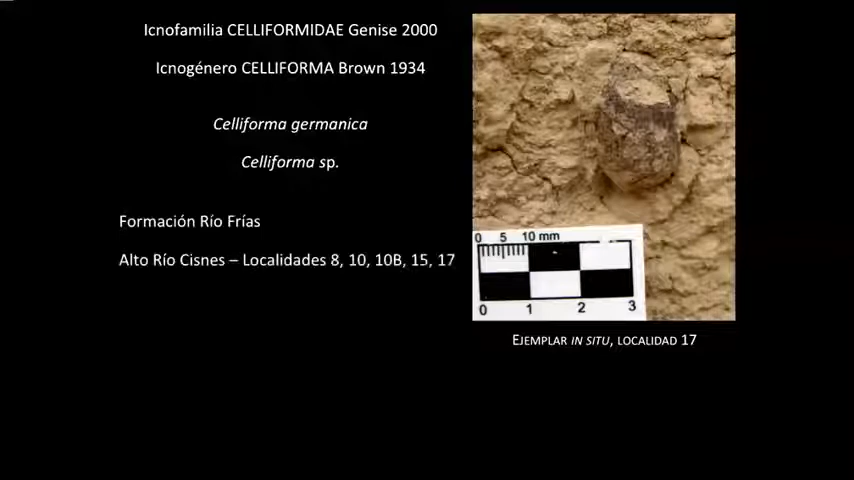 Icnofamilia CELLIFORMIDAE Genise 2000
Icnogénero CELLIFORMA Brown 1934
Celliforma germanica
Celliforma sp.
Formación Río Frías
Alto Río Cisnes – Localidades 8, 10, 10B, 15, 17
0 5 10 mm
0 1 2 3
EJEMPLAR IN SITU, LOCALIDAD 17